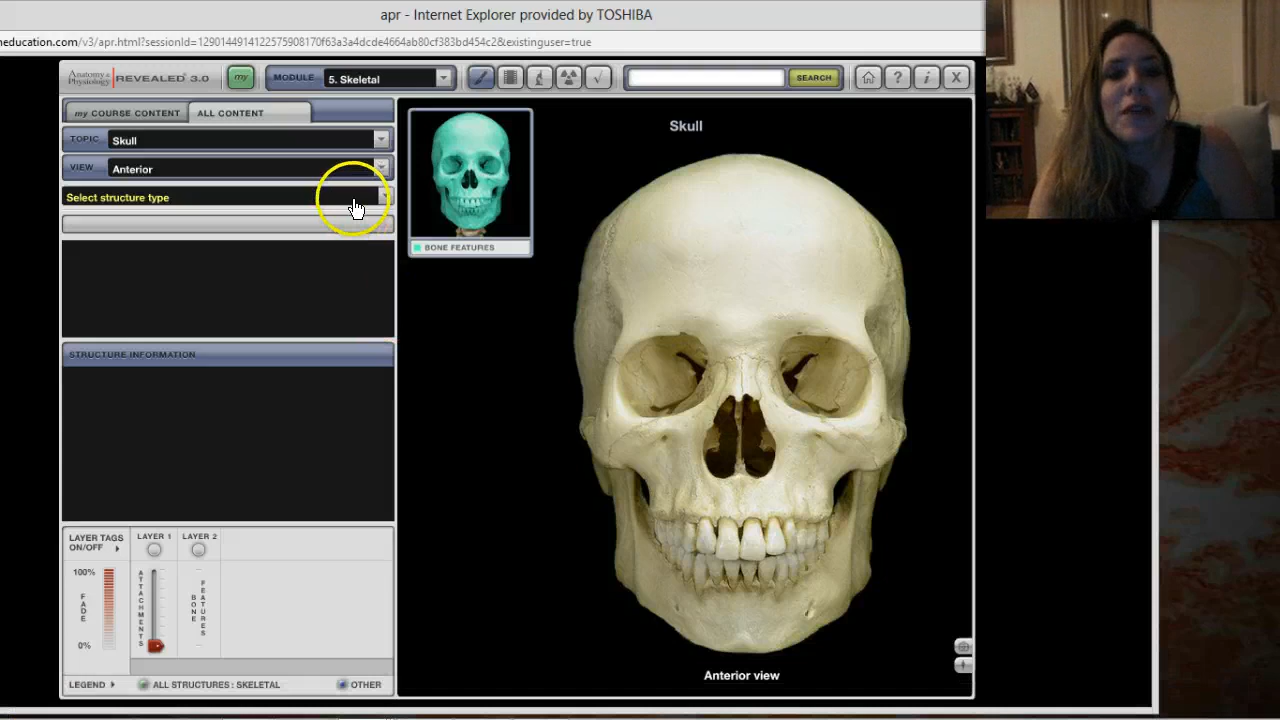 apr - Internet Explorer provided by TOSHIBA
neducation.com/v3/apr.html?sessionId=1290144914122575908170f63a3a4dcde4664ab80cf383bd454c2&existinguser=true
Anatomy & Physiology REVEALED 3.0
my
MODULE 5. Skeletal
SEARCH
? i X
my COURSE CONTENT ALL CONTENT
TOPIC Skull
VIEW Anterior
Select structure type
BONE FEATURES
Skull
STRUCTURE INFORMATION
LAYER TAGS ON/OFF
LAYER 1 LAYER 2
100%
FADE
0%
ATTACHMENTS
BONE FEATURES
LEGEND ALL STRUCTURES : SKELETAL OTHER
Anterior view